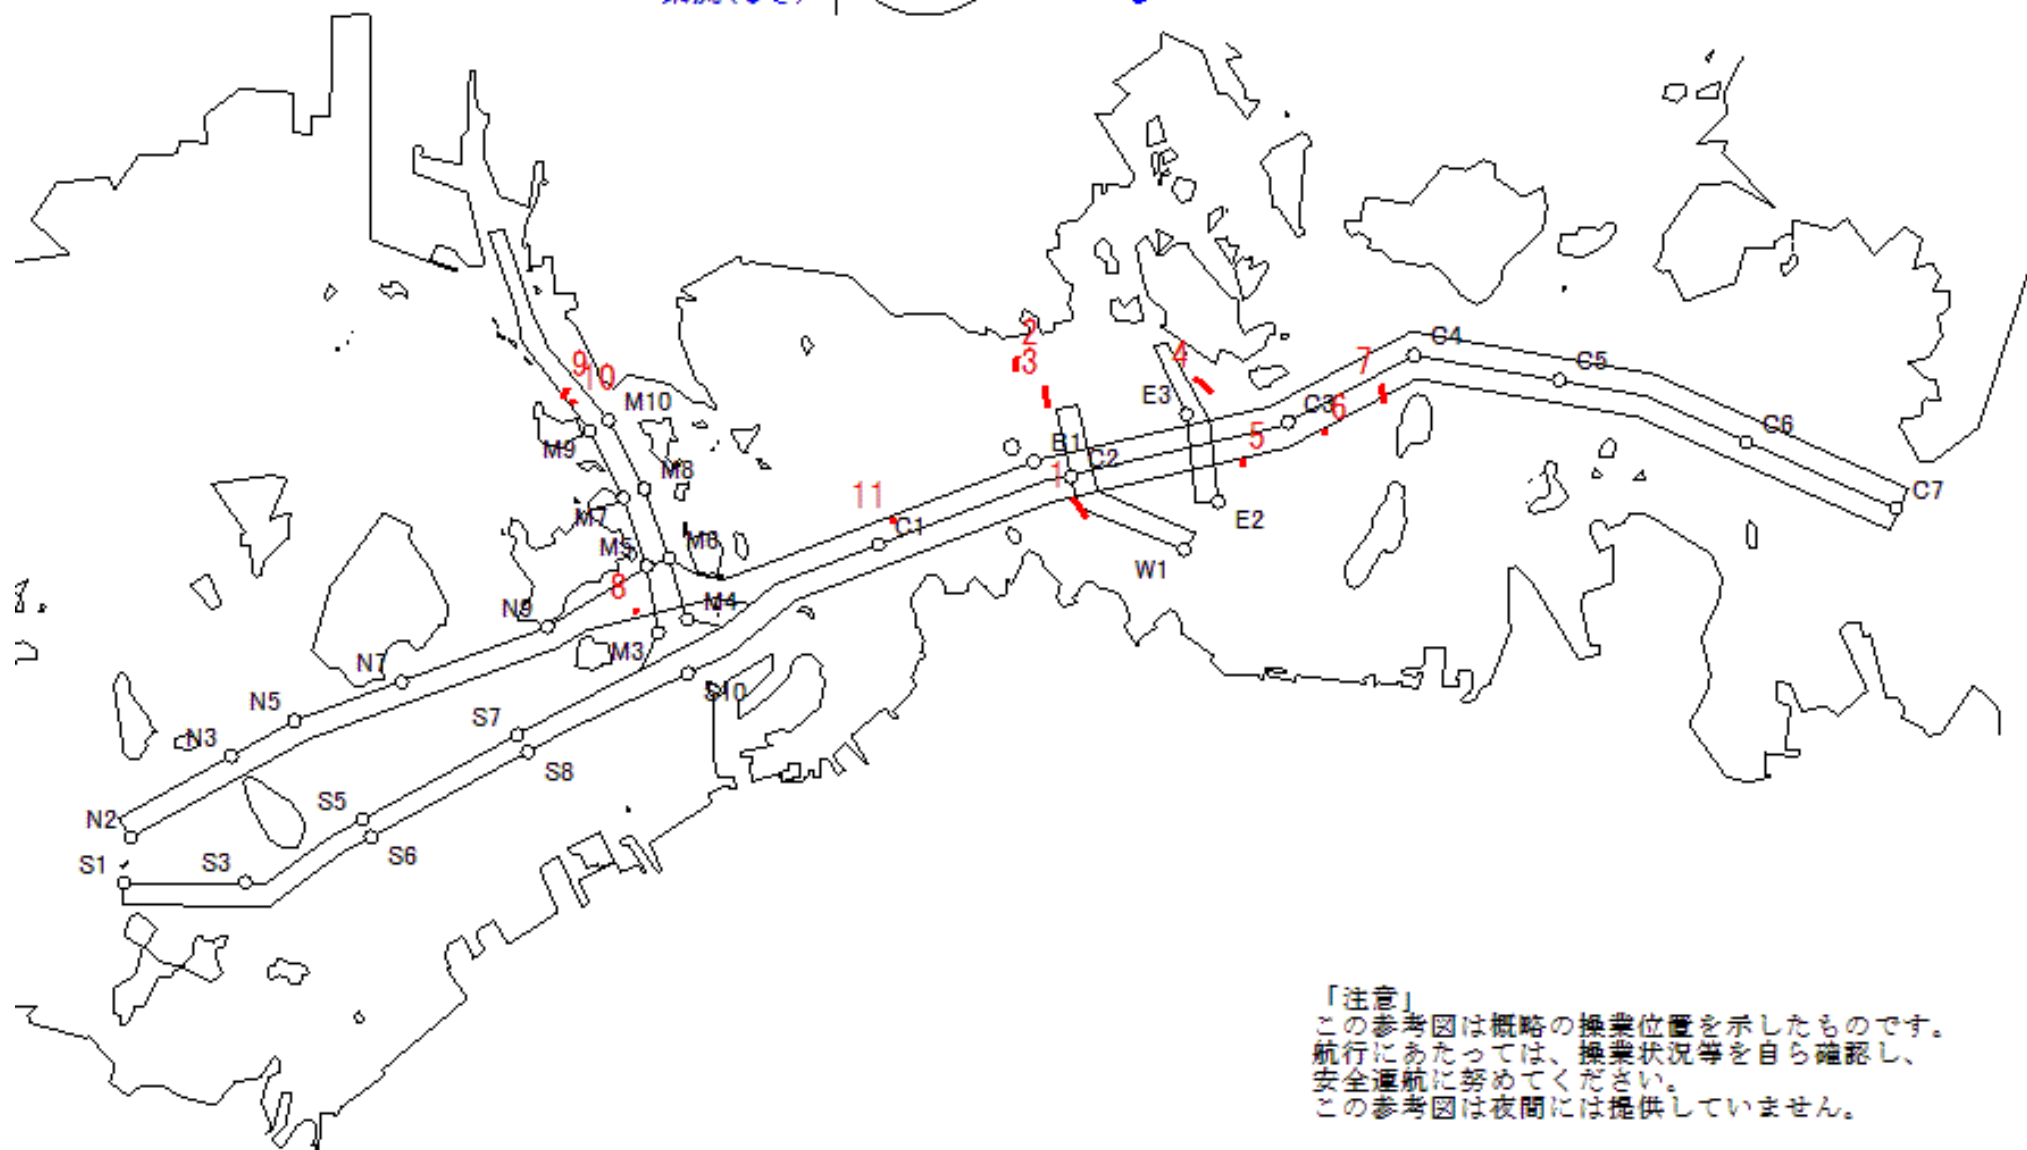 2
3
4
7
C4
C5
9
10
M10
E3
C3
6
C6
M9
M8
B1
C2
5
1
C7
11
M7
E2
C1
M5
M6
W1
8
N9
M4
M3
N7
S10
N5
S7
N3
S8
S5
N2
S6
S1
S3
「注意」
この参考図は概略の操業位置を示したものです。
航行にあたっては、操業状況等を自ら確認し、
安全運航に努めてください。
この参考図は夜間には提供していません。